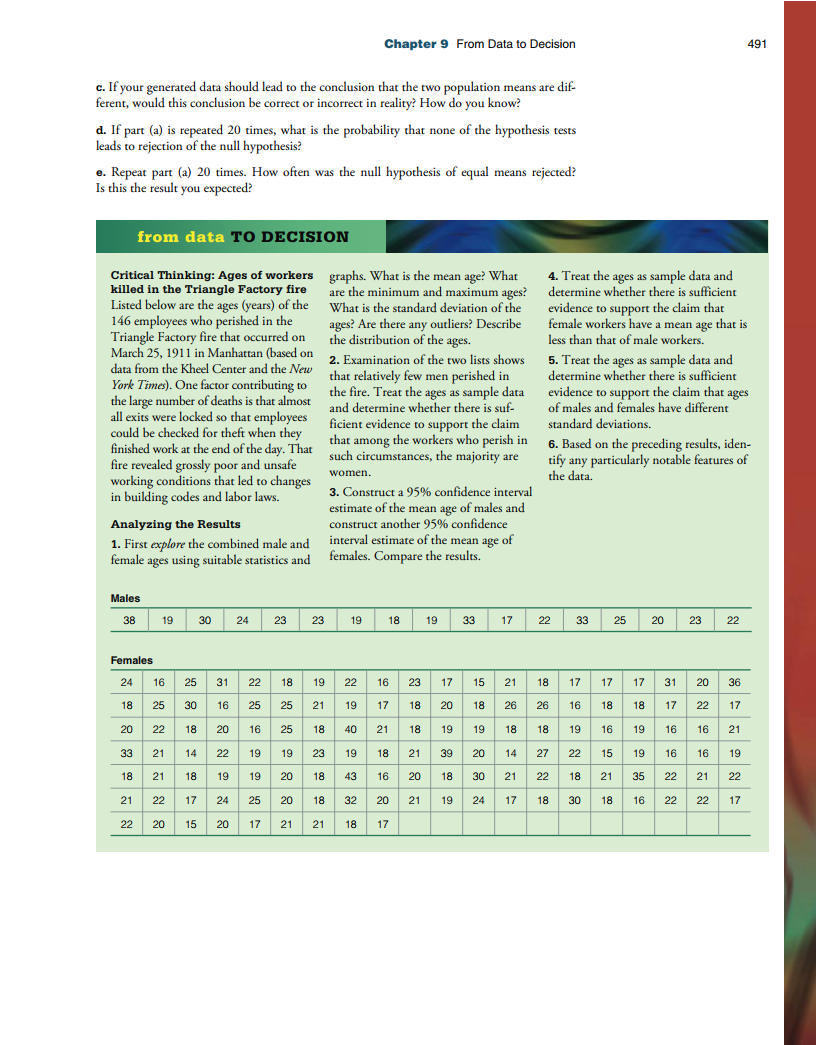 Chapter 9 From Data to Decision 491
c. If your generated data should lead to the conclusion that the two population means are dif-
ferent, would this conclusion be correct or incorrect in reality? How do you know?
d. If part (a) is repeated 20 times, what is the probability that none of the hypothesis tests
leads to rejection of the null hypothesis?
e. Repeat part (a) 20 times. How often was the null hypothesis of equal means rejected?
Is this the result you expected?
from data TO DECISION
Critical Thinking: Ages of workers
killed in the Triangle Factory fire
Listed below are the ages (years) of the
146 employees who perished in the
Triangle Factory fire that occurred on
March 25, 1911 in Manhattan (based on
data from the Kheel Center and the New
York Times). One factor contributing to
the large number of deaths is that almost
all exits were locked so that employees
could be checked for theft when they
finished work at the end of the day. That
fire revealed grossly poor and unsafe
working conditions that led to changes
in building codes and labor laws.
Analyzing the Results
1. First explore the combined male and
female ages using suitable statistics and
graphs. What is the mean age? What
are the minimum and maximum ages?
What is the standard deviation of the
ages? Are there any outliers? Describe
the distribution of the ages.
2. Examination of the two lists shows
that relatively few men perished in
the fire. Treat the ages as sample data
and determine whether there is suf-
ficient evidence to support the claim
that among the workers who perish in
such circumstances, the majority are
women.
3. Construct a 95% confidence interval
estimate of the mean age of males and
construct another 95% confidence
interval estimate of the mean age of
females. Compare the results.
4. Treat the ages as sample data and
determine whether there is sufficient
evidence to support the claim that
female workers have a mean age that is
less than that of male workers.
5. Treat the ages as sample data and
determine whether there is sufficient
evidence to support the claim that ages
of males and females have different
standard deviations.
6. Based on the preceding results, iden-
tify any particularly notable features of
the data.
Males
38 19 30 24 23 23 19 18 19 33 17 22 33 25 20 23 22
Females
24 16 25 31 22 18 19 22 16 23 17 15 21 18 17 17 17 31 20 36
18 25 30 16 25 25 21 19 17 18 20 18 26 26 16 18 18 17 22 17
20 22 18 20 16 25 18 40 21 18 19 19 18 18 19 16 19 16 16 21
33 21 14 22 19 19 23 19 18 21 39 20 14 27 22 15 19 16 16 19
18 21 18 19 19 20 18 43 16 20 18 30 21 22 18 21 35 22 21 22
21 22 17 24 25 20 18 32 20 21 19 24 17 18 30 18 16 22 22 17
22 20 15 20 17 21 21 18 17